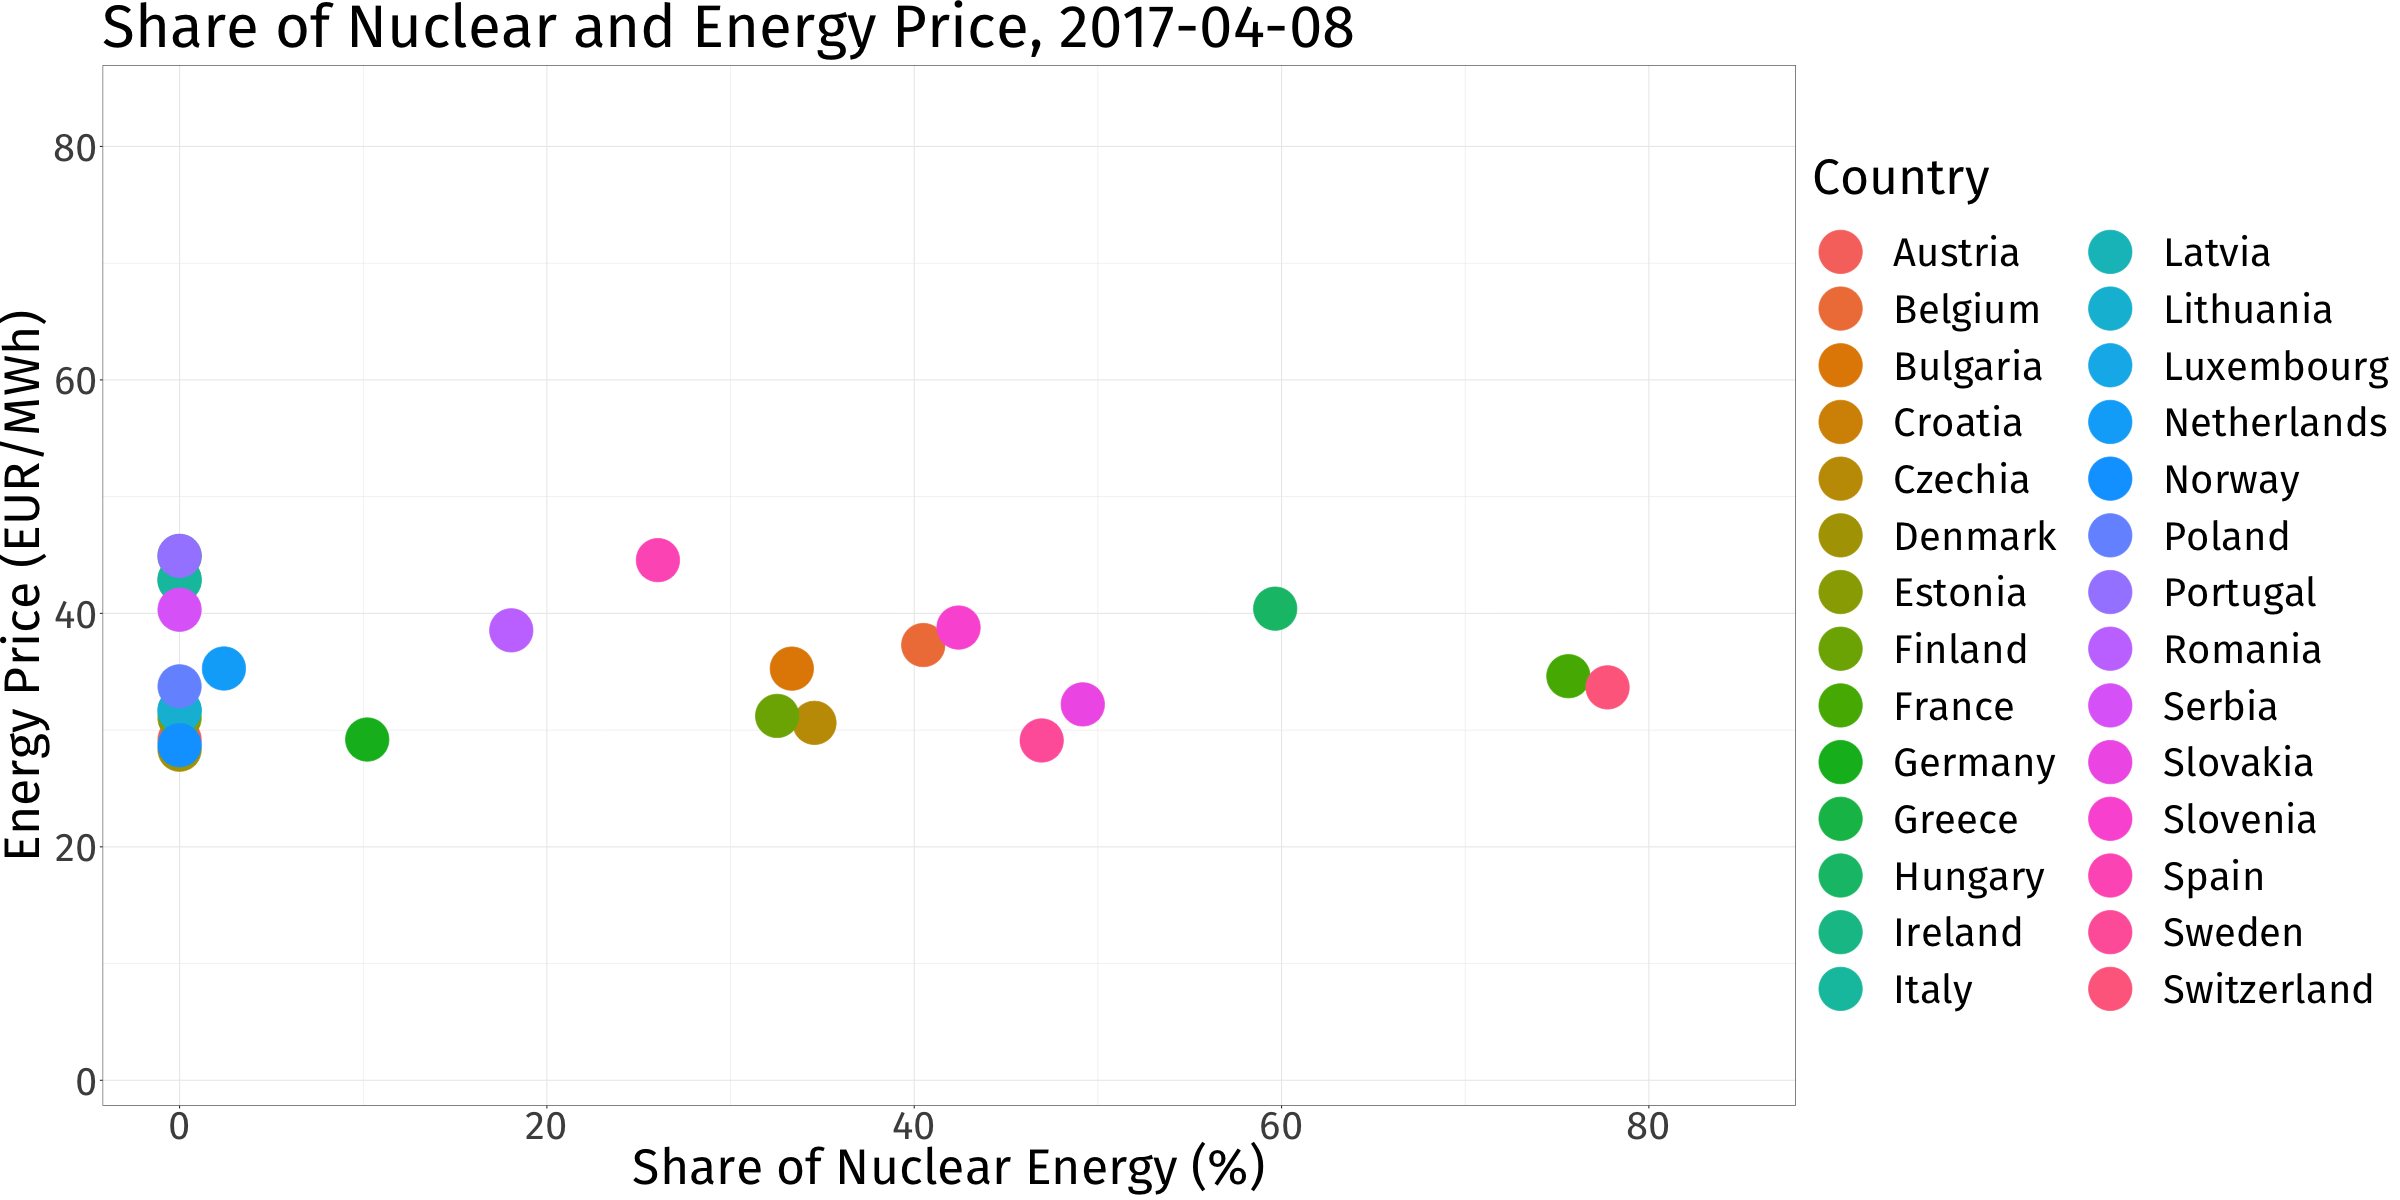 Share of Nuclear and Energy Price, 2017-04-08
80
60
40
20
0
Energy Price (EUR/MWh)
0 20 40 60 80
Share of Nuclear Energy (%)
Country
Austria
Belgium
Bulgaria
Croatia
Czechia
Denmark
Estonia
Finland
France
Germany
Greece
Hungary
Ireland
Italy
Latvia
Lithuania
Luxembourg
Netherlands
Norway
Poland
Portugal
Romania
Serbia
Slovakia
Slovenia
Spain
Sweden
Switzerland